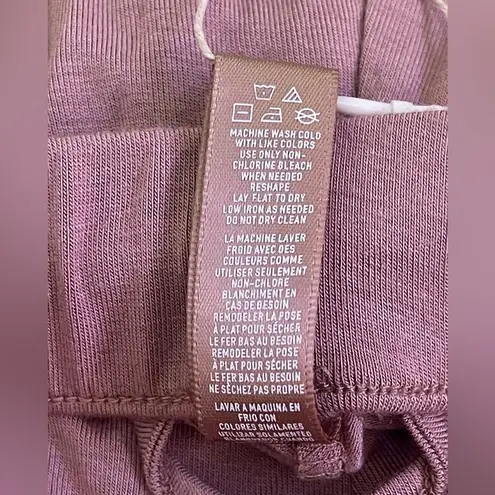 MACHINE WASH COLD
WITH LIKE COLORS
USE ONLY NON-
CHLORINE BLEACH
WHEN NEEDED
RESHAPE
LAY FLAT TO DRY
LOW IRON AS NEEDED
DO NOT DRY CLEAN
LA MACHINE LAVER
FROID AVEC DES
COULEURS COMME
UTILISER SEULEMENT
NON-CHLORE
BLANCHIMENT EN
CAS DE BESOIN
REMODELER LA POSE
À PLAT POUR SÉCHER
LE FER BAS AU BESOIN
REMODELER LA POSE
À PLAT POUR SÉCHER
LE FER BAS AU BESOIN
NE SÉCHEZ PAS PROPRE
LAVAR A MAQUINA EN
FRIO CON
COLORES SIMILARES
UTILIZAR SOLAMENTE
BLANQUEO CUANDO